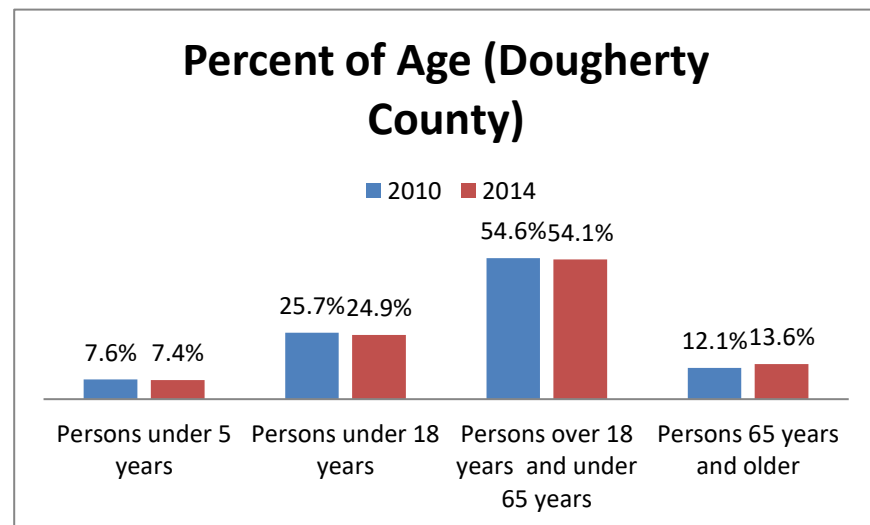 Percent of Age (Dougherty
County)
2010 2014
7.6% 7.4%
25.7% 24.9%
54.6% 54.1%
12.1% 13.6%
Persons under 5
years
Persons under 18
years
Persons over 18
years and under
65 years
Persons 65 years
and older